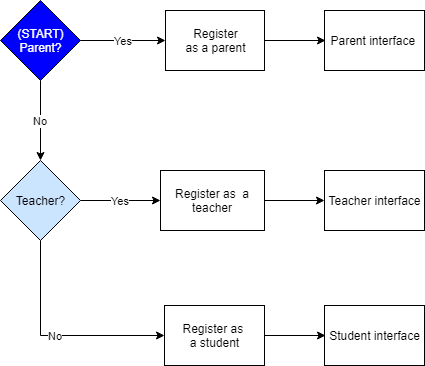 (START)
Parent?
Yes
Register
as a parent
Parent interface
No
Teacher?
Yes
Register as a
teacher
Teacher interface
No
Register as
a student
Student interface